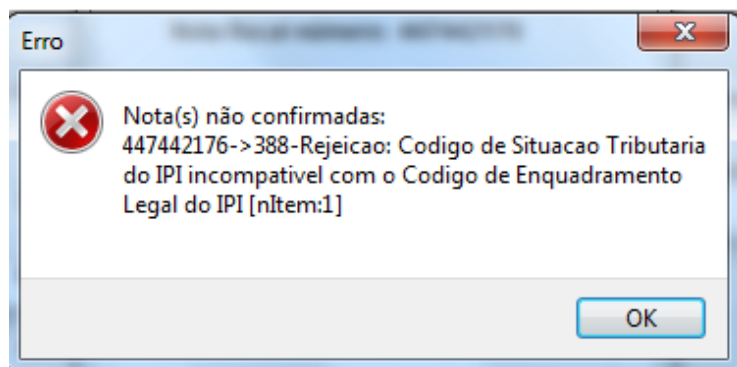 Erro
Nota(s) não confirmadas:
447442176->388-Rejeicao: Codigo de Situacao Tributaria
do IPI incompativel com o Codigo de Enquadramento
Legal do IPI [nItem:1]
OK